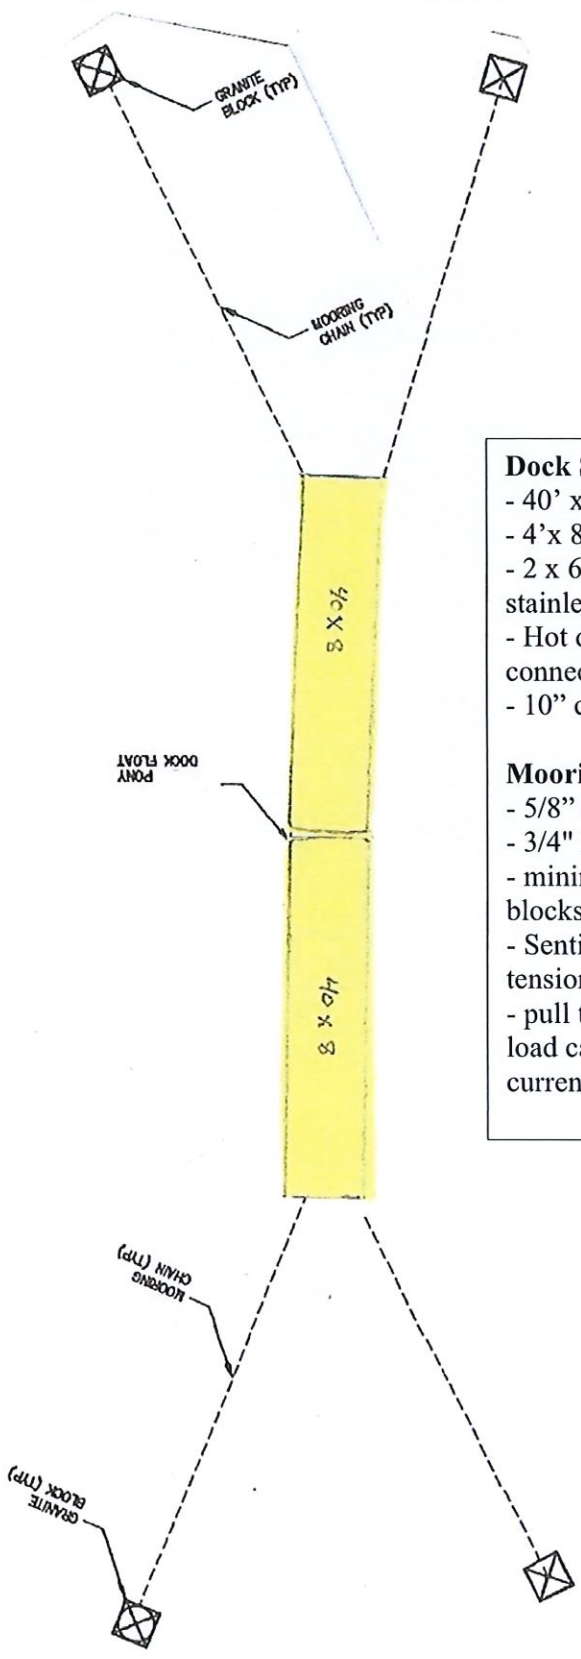 GRANITE
BLOCK (TYP)
MOORING
CHAIN (TYP)
40 X 8
PONY
DOCK FLOAT
40 X 8
MOORING
CHAIN (TYP)
GRANITE
BLOCK (TYP)
Dock
- 40' x
- 4'x 8
- 2 x 6
stainle
- Hot
connec
- 10"
Moori
- 5/8"
- 3/4"
- minin
blocks
- Senti
tension
- pull t
load ca
curren